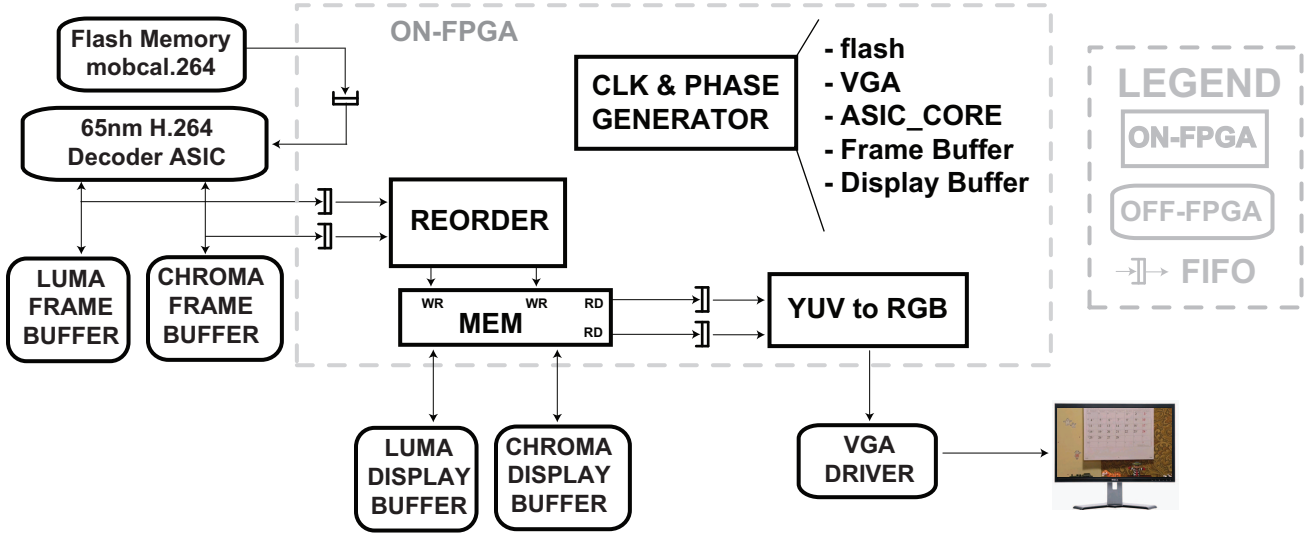 Flash Memory
mobcal.264
65nm H.264
Decoder ASIC
LUMA
FRAME
BUFFER
CHROMA
FRAME
BUFFER
ON-FPGA
CLK & PHASE
GENERATOR
- flash
- VGA
- ASIC_CORE
- Frame Buffer
- Display Buffer
REORDER
WR
WR
RD
MEM
RD
YUV to RGB
LUMA
DISPLAY
BUFFER
CHROMA
DISPLAY
BUFFER
VGA
DRIVER
LEGEND
ON-FPGA
OFF-FPGA
FIFO